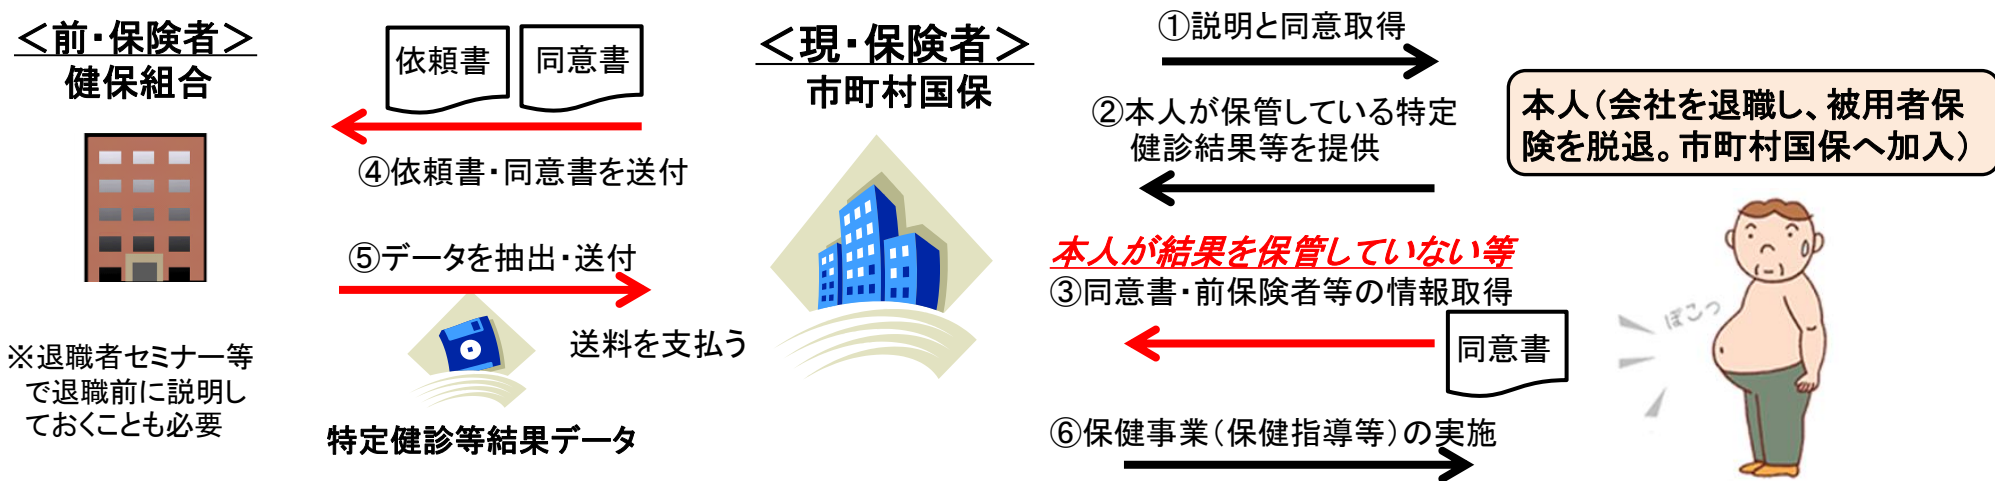 ＜前・保険者＞
健保組合
依頼書
同意書
④依頼書・同意書を送付
⑤データを抽出・送付
送料を支払う
特定健診等結果データ
※退職者セミナー等
で退職前に説明し
ておくことも必要
＜現・保険者＞
市町村国保
①説明と同意取得
②本人が保管している特定
健診結果等を提供
本人が結果を保管していない等
③同意書・前保険者等の情報取得
同意書
⑥保健事業（保健指導等）の実施
本人（会社を退職し、被用者保
険を脱退。市町村国保へ加入）
ぽこっ